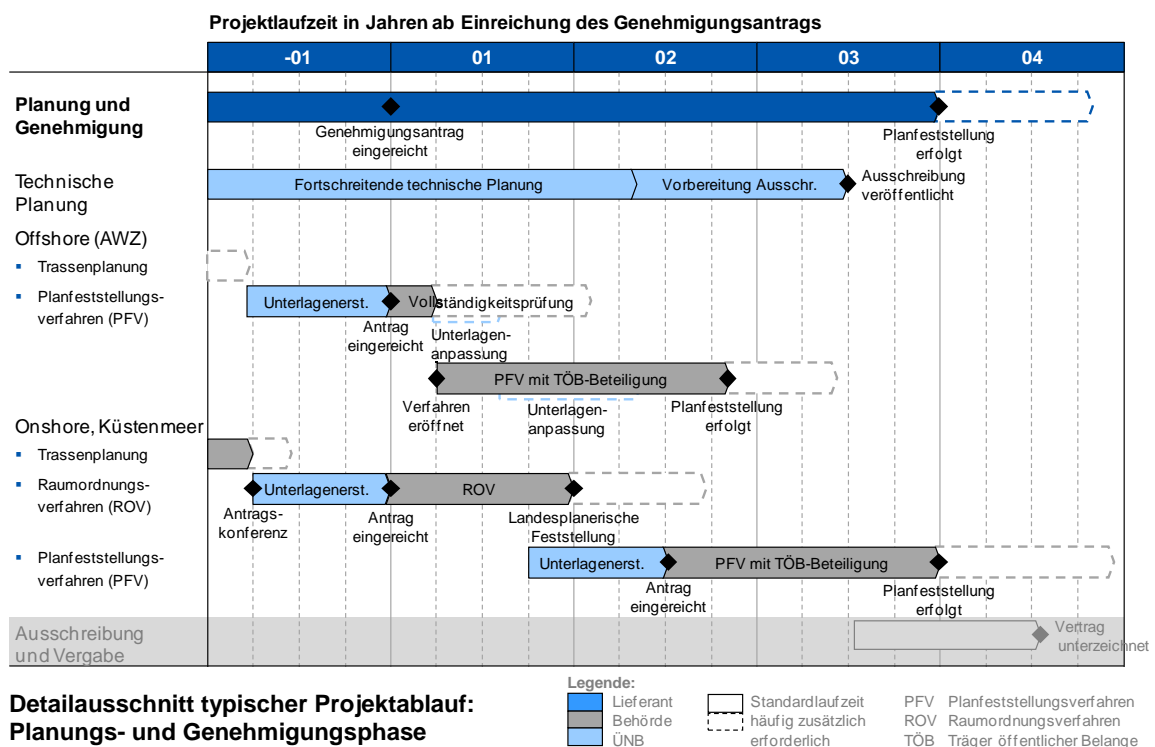 Projektlaufzeit in Jahren ab Einreichung des Genehmigungsantrags
-01 01 02 03 04
Planung und
Genehmigung
Genehmigungsantrag
eingereicht
Planfeststellung
erfolgt
Technische
Planung
Fortschreitende technische Planung
Vorbereitung Ausschr.
Ausschreibung
veröffentlicht
Offshore (AWZ)
▪ Trassenplanung
▪ Planfeststellungs-
verfahren (PFV)
Unterlagenerst.
Vollständigkeitsprüfung
Antrag
eingereicht
Unterlagen-
anpassung
PFV mit TÖB-Beteiligung
Verfahren
eröffnet
Unterlagen-
anpassung
Planfeststellung
erfolgt
Onshore, Küstenmeer
▪ Trassenplanung
▪ Raumordnungs-
verfahren (ROV)
Unterlagenerst.
ROV
Antrags-
konferenz
Antrag
eingereicht
Landesplanerische
Feststellung
▪ Planfeststellungs-
verfahren (PFV)
Unterlagenerst.
PFV mit TÖB-Beteiligung
Antrag
eingereicht
Planfeststellung
erfolgt
Ausschreibung
und Vergabe
Vertrag
unterzeichnet
Detailausschnitt typischer Projektablauf:
Planungs- und Genehmigungsphase
Legende:
Lieferant
Behörde
ÜNB
Standardlaufzeit
häufig zusätzlich
erforderlich
PFV Planfeststellungsverfahren
ROV Raumordnungsverfahren
TÖB Träger öffentlicher Belange